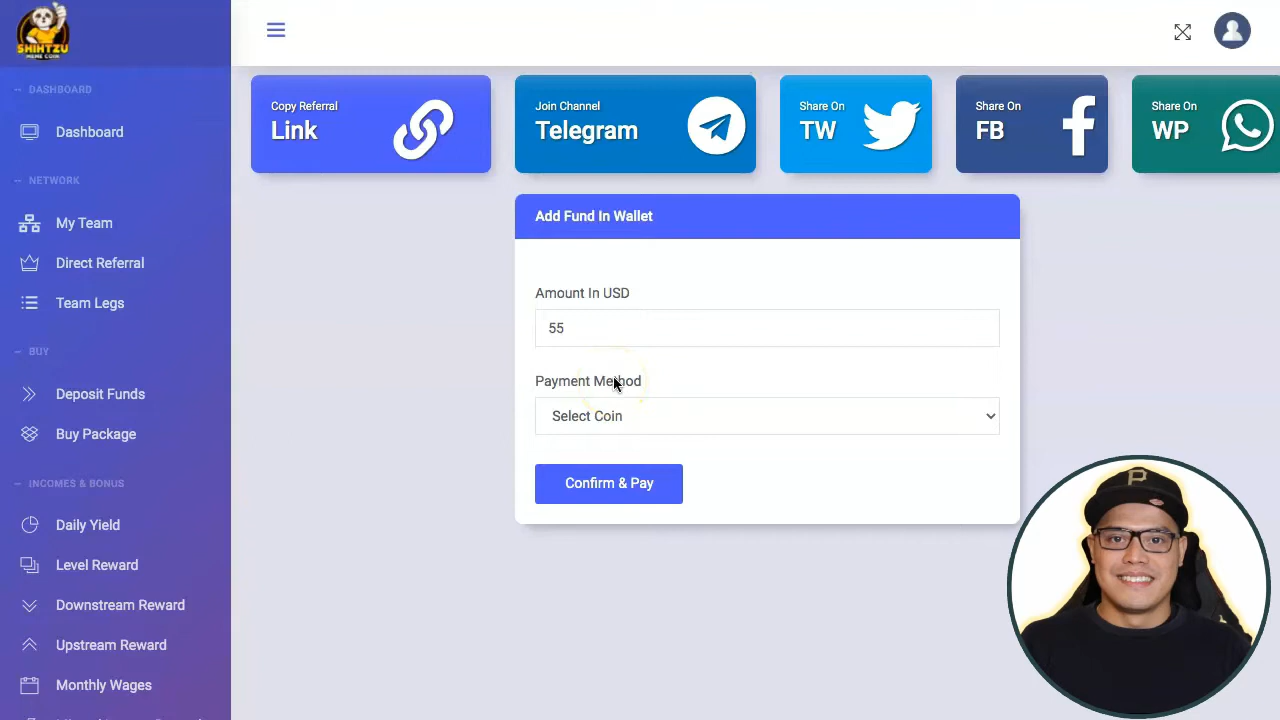 SHIHTZU
MEME COIN
DASHBOARD
Dashboard
NETWORK
My Team
Direct Referral
Team Legs
BUY
Deposit Funds
Buy Package
INCOMES & BONUS
Daily Yield
Level Reward
Downstream Reward
Upstream Reward
Monthly Wages
Copy Referral
Link
Join Channel
Telegram
Share On
TW
Share On
FB
Share On
WP
Add Fund In Wallet
Amount In USD
55
Payment Method
Select Coin
Confirm & Pay
P